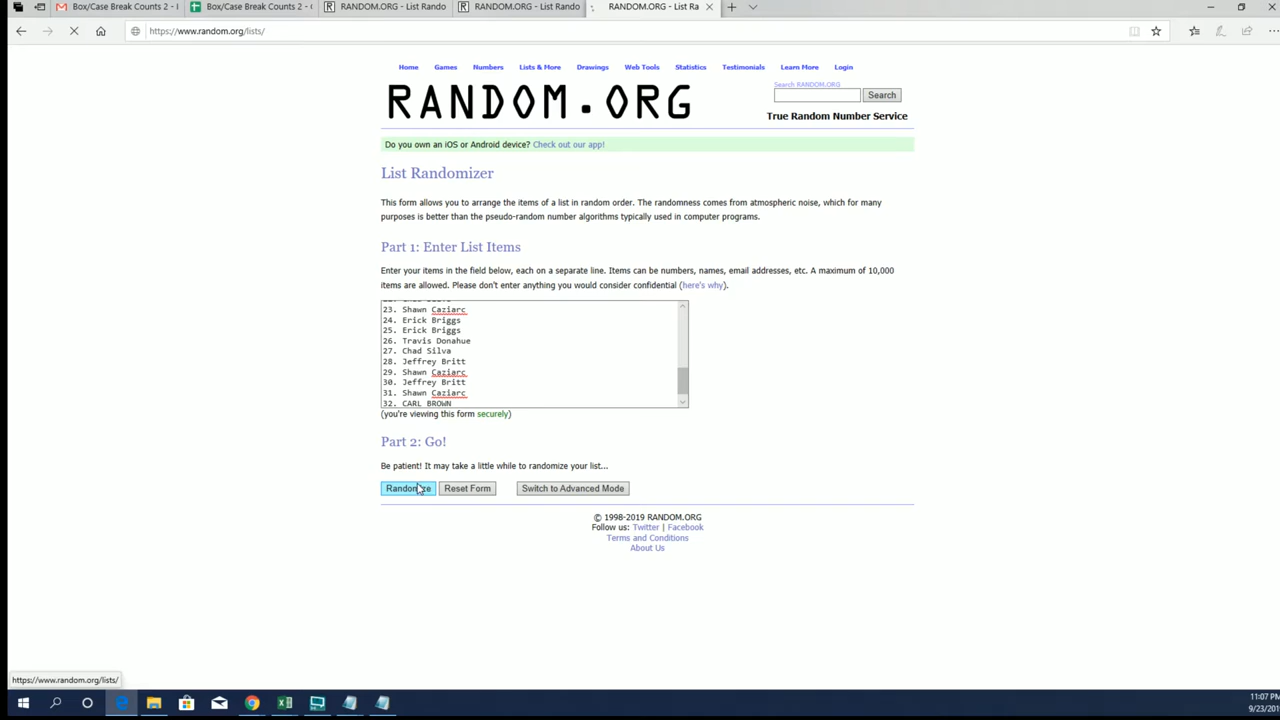 Box/Case Break Counts 2 - I
Box/Case Break Counts 2 - (
RANDOM.ORG - List Rando
RANDOM.ORG - List Rando
RANDOM.ORG - List Ra
https://www.random.org/lists/
Home Games Numbers Lists & More Drawings Web Tools Statistics Testimonials Learn More Login
RANDOM.ORG
Search RANDOM.ORG
Search
True Random Number Service
Do you own an iOS or Android device? Check out our app!
List Randomizer
This form allows you to arrange the items of a list in random order. The randomness comes from atmospheric noise, which for many
purposes is better than the pseudo-random number algorithms typically used in computer programs.
Part 1: Enter List Items
Enter your items in the field below, each on a separate line. Items can be numbers, names, email addresses, etc. A maximum of 10,000
items are allowed. Please don't enter anything you would consider confidential (here's why).
23. Shawn Caziarc
24. Erick Briggs
25. Erick Briggs
26. Travis Donahue
27. Chad Silva
28. Jeffrey Britt
29. Shawn Caziarc
30. Jeffrey Britt
31. Shawn Caziarc
32. CARL BROWN
(you're viewing this form securely)
Part 2: Go!
Be patient! It may take a little while to randomize your list...
Randomize Reset Form Switch to Advanced Mode
© 1998-2019 RANDOM.ORG
Follow us: Twitter | Facebook
Terms and Conditions
About Us
https://www.random.org/lists/
11:07 PM
9/23/201